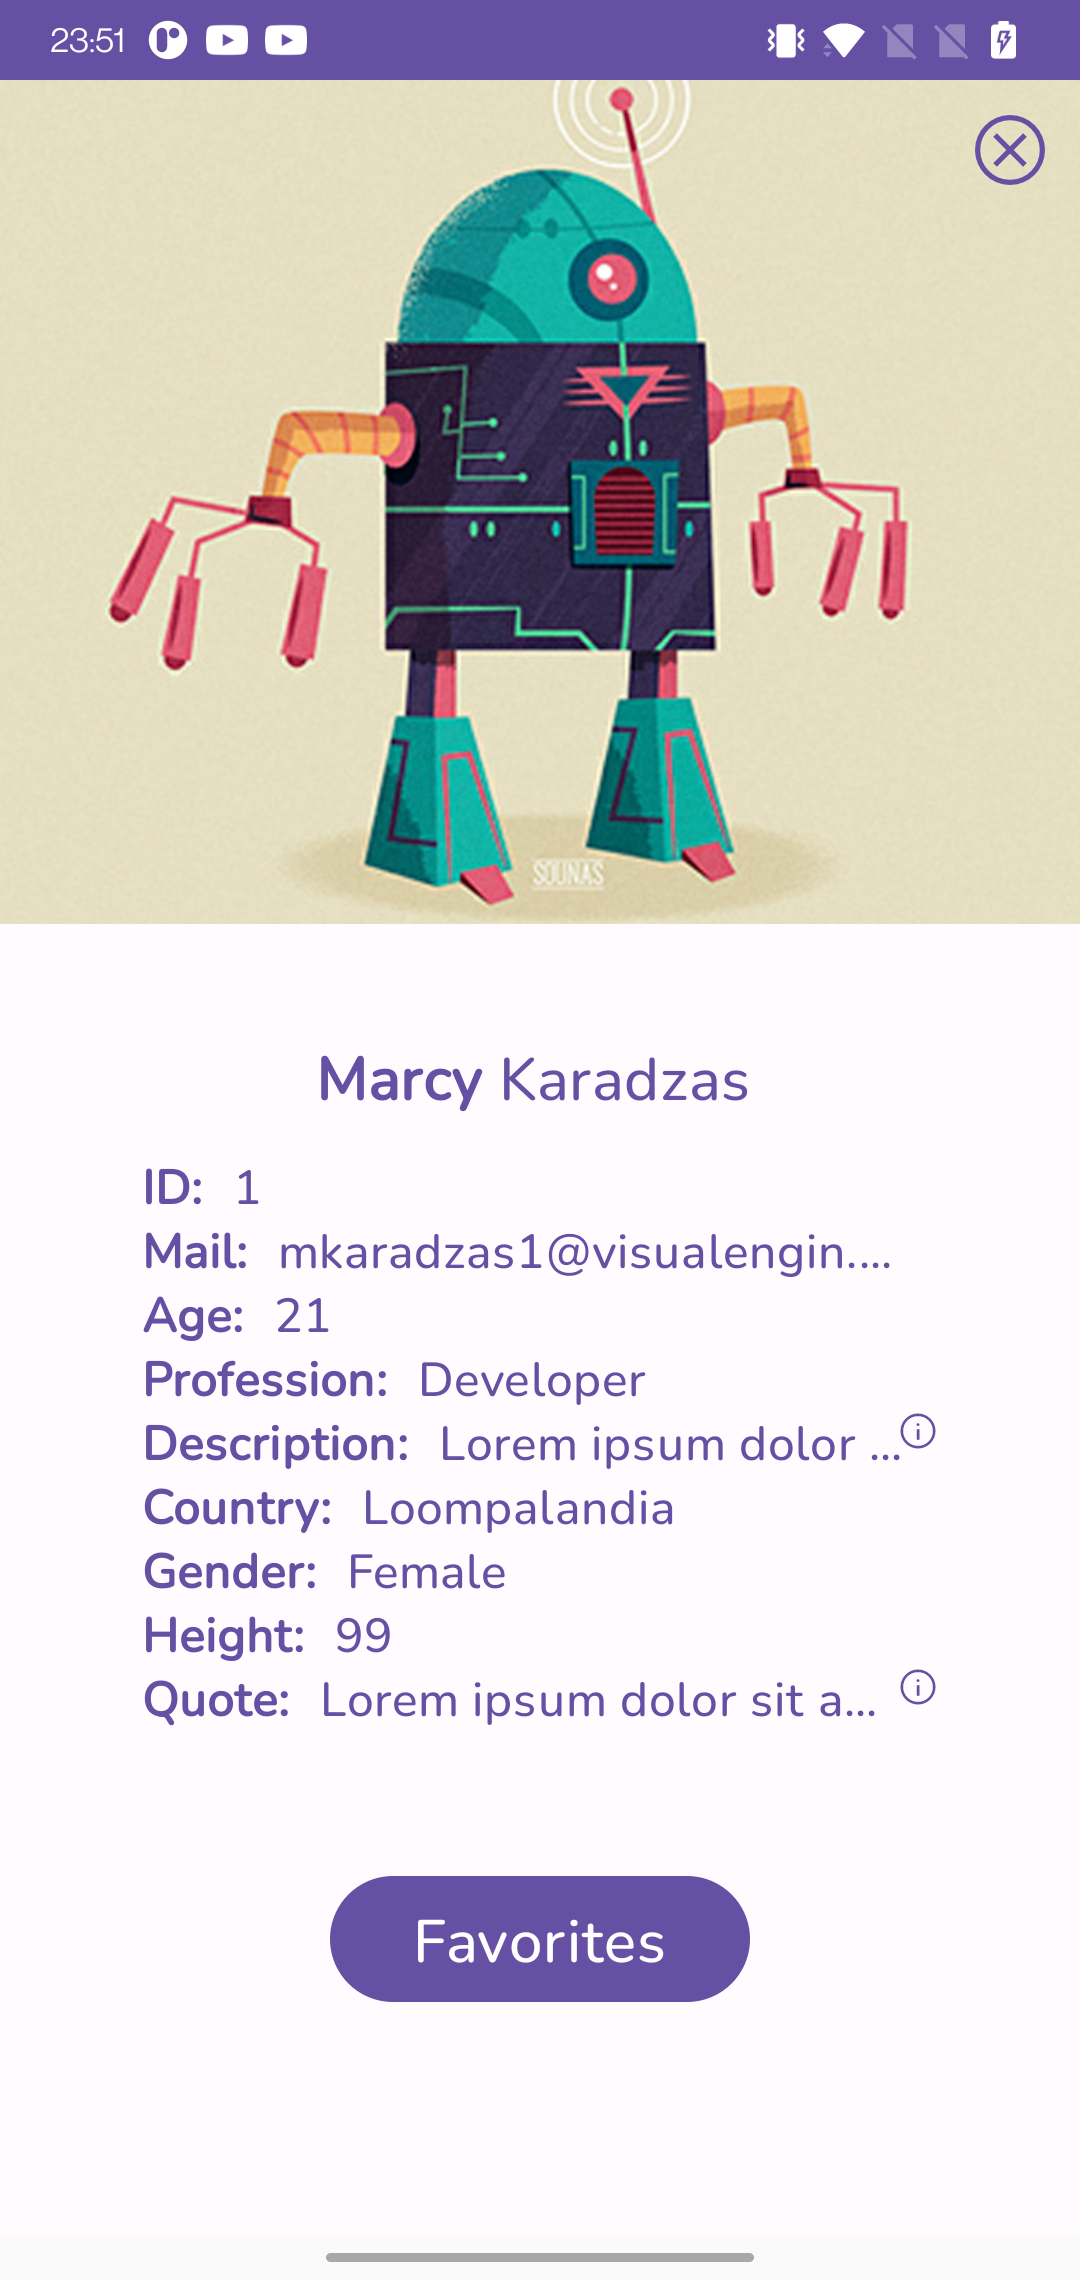 23:51
SOUNAS
Marcy Karadzas
ID: 1
Mail: mkaradzas1@visualengin....
Age: 21
Profession: Developer
Description: Lorem ipsum dolor ...
Country: Loompalandia
Gender: Female
Height: 99
Quote: Lorem ipsum dolor sit a...
Favorites